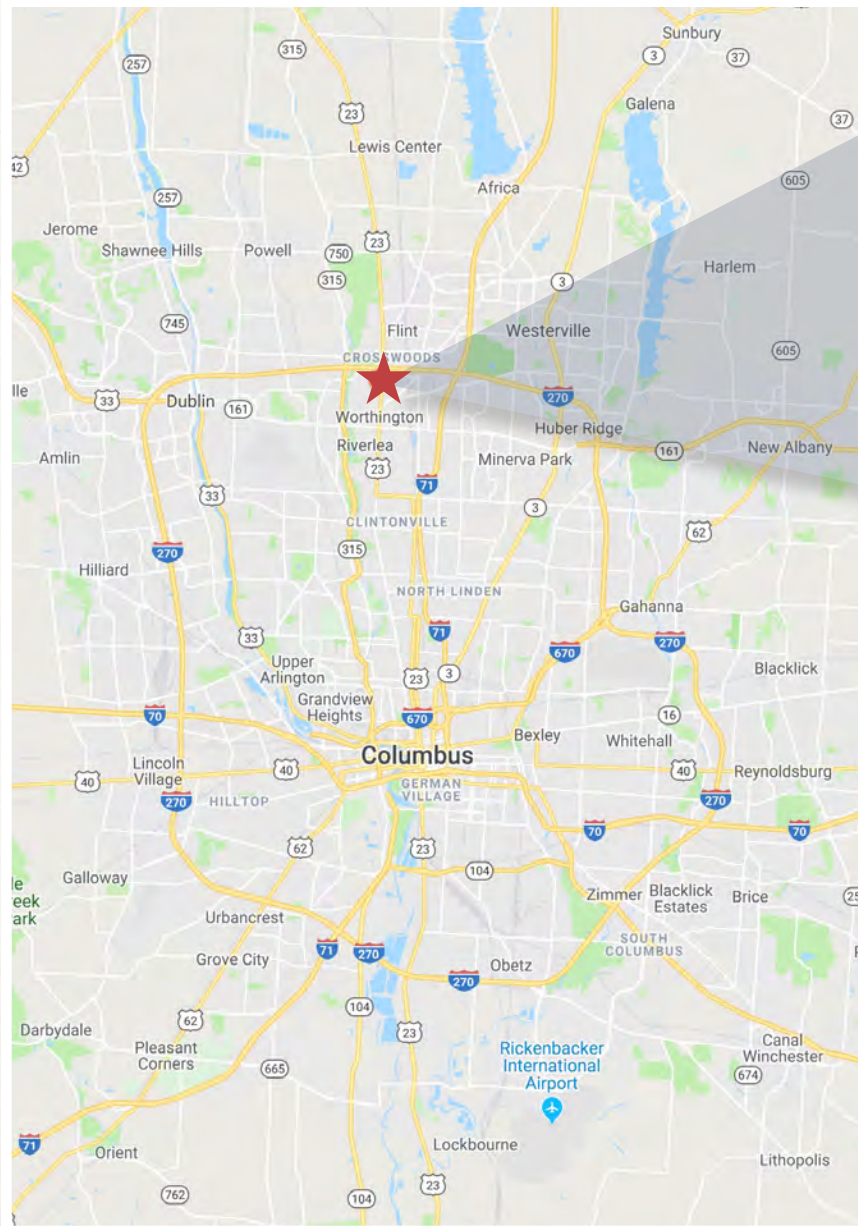 Sunbury
315
3
37
257
Galena
23
37
Lewis Center
42
605
Africa
257
Jerome
23
Shawnee Hills
Powell
750
Harlem
315
3
745
Flint
Westerville
605
CROSSWOODS
lle
33
Dublin
161
270
Worthington
Huber Ridge
Riverlea
New Albany
Amlin
23
Minerva Park
161
71
33
3
CLINTONVILLE
62
270
315
Hilliard
NORTH LINDEN
Gahanna
71
33
670
270
Upper
Arlington
Blacklick
23
3
Grandview
Heights
70
670
16
Bexley
Whitehall
Columbus
Lincoln
Village
40
40
Reynoldsburg
40
GERMAN
VILLAGE
270
HILLTOP
270
70
70
62
23
104
Galloway
le
reek
ark
Zimmer
Blacklick
Estates
Brice
25
Urbancrest
SOUTH
COLUMBUS
71
270
Grove City
Obetz
270
104
62
23
Darbydale
Pleasant
Corners
Rickenbacker
International
Airport
Canal
Winchester
665
674
71
Lockbourne
Orient
Lithopolis
23
762
104